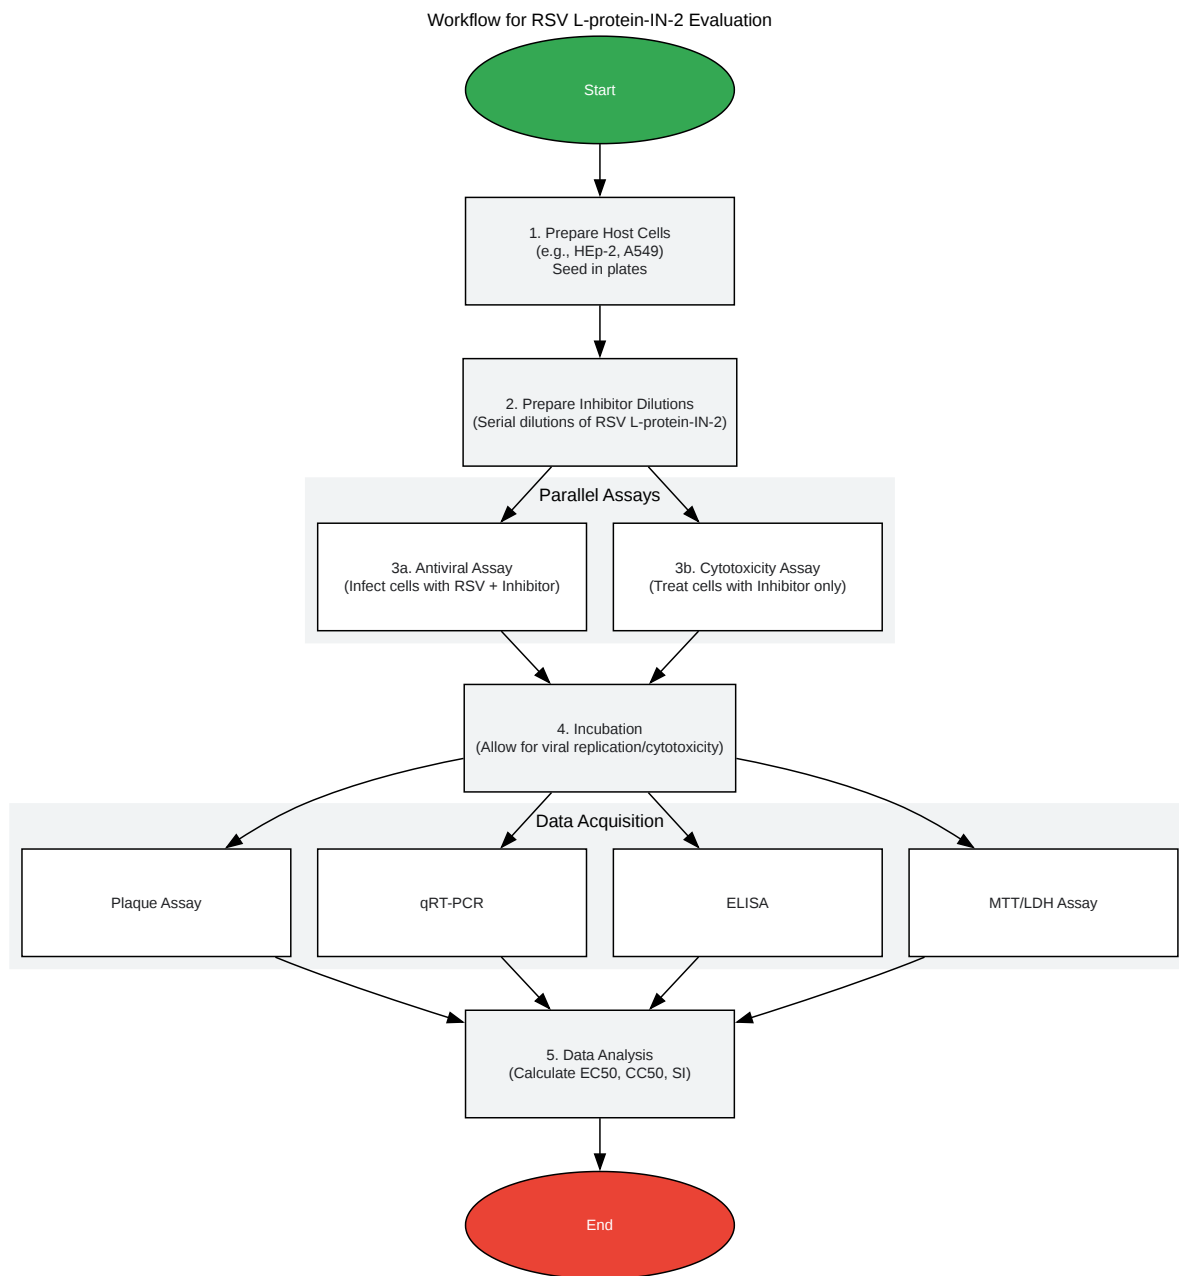 Workflow for RSV L-protein-IN-2 Evaluation
Start
1. Prepare Host Cells
(e.g., HEp-2, A549)
Seed in plates
2. Prepare Inhibitor Dilutions
(Serial dilutions of RSV L-protein-IN-2)
Parallel Assays
3a. Antiviral Assay
(Infect cells with RSV + Inhibitor)
3b. Cytotoxicity Assay
(Treat cells with Inhibitor only)
4. Incubation
(Allow for viral replication/cytotoxicity)
Data Acquisition
Plaque Assay
qRT-PCR
ELISA
MTT/LDH Assay
5. Data Analysis
(Calculate EC50, CC50, SI)
End